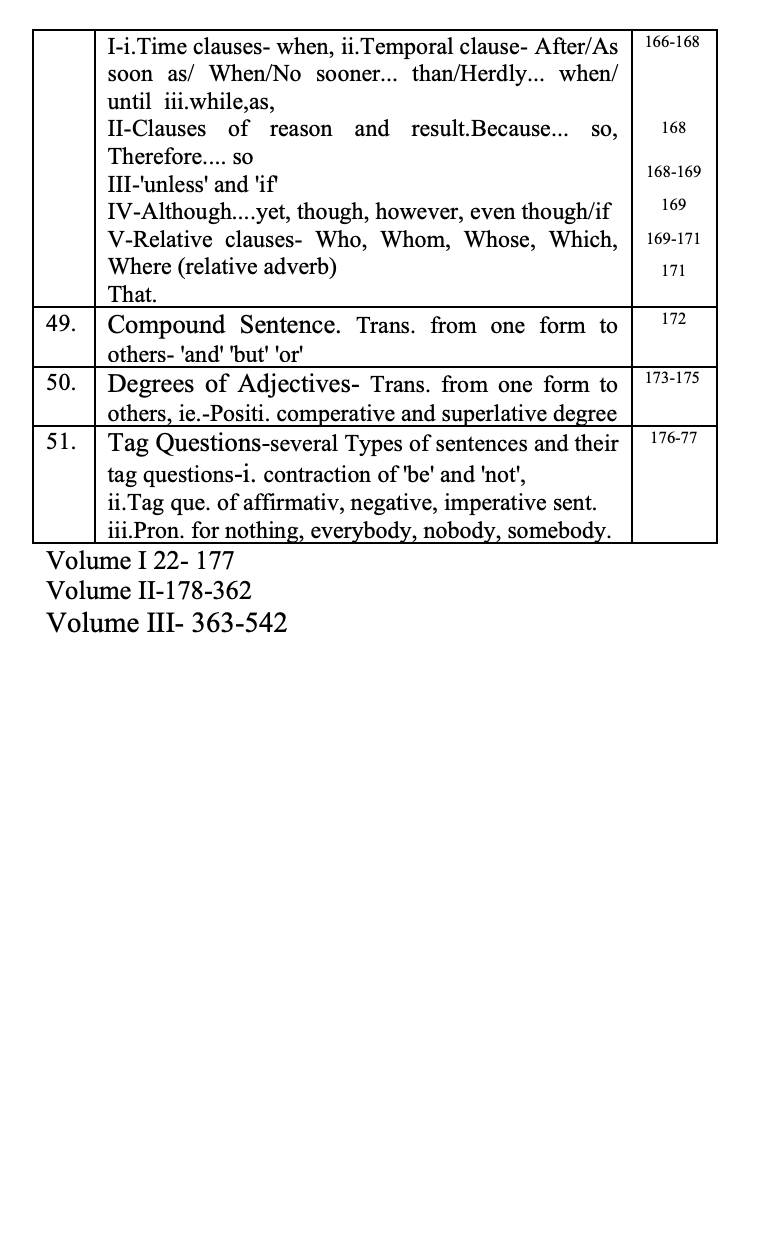 I-i.Time clauses- when, ii.Temporal clause- After/As 166-168
soon as/ When/No sooner... than/Herdly... when/
until iii.while,as,
II-Clauses of reason and result.Because... so, 168
Therefore.... so
III-'unless' and 'if' 168-169
IV-Although....yet, though, however, even though/if 169
V-Relative clauses- Who, Whom, Whose, Which, 169-171
Where (relative adverb) 171
That.
49. Compound Sentence. Trans. from one form to 172
others- 'and' 'but' 'or'
50. Degrees of Adjectives- Trans. from one form to 173-175
others, ie.-Positi. comperative and superlative degree
51. Tag Questions-several Types of sentences and their 176-77
tag questions-i. contraction of 'be' and 'not',
ii.Tag que. of affirmativ, negative, imperative sent.
iii.Pron. for nothing, everybody, nobody, somebody.
Volume I 22- 177
Volume II-178-362
Volume III- 363-542